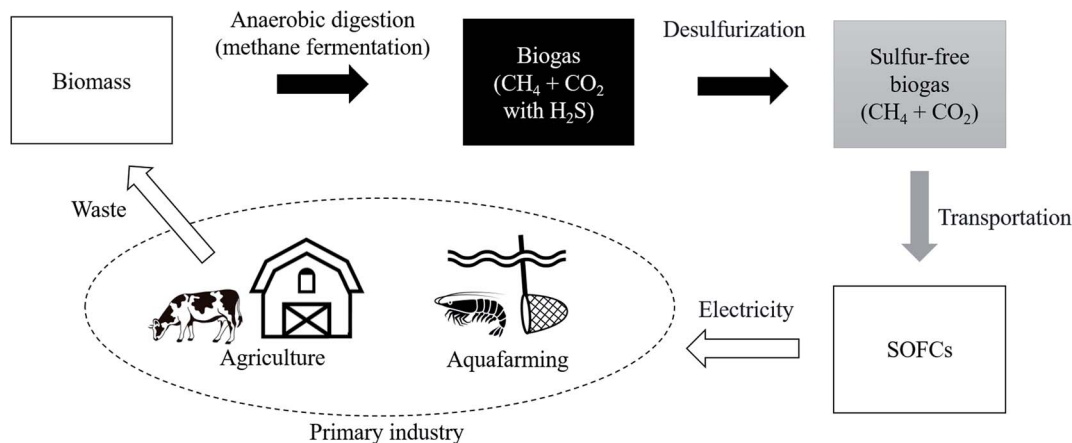 Biomass
Anaerobic digestion
(methane fermentation)
Biogas
(CH₄ + CO₂
with H₂S)
Desulfurization
Sulfur-free
biogas
(CH₄ + CO₂)
Transportation
SOFCs
Electricity
Waste
Agriculture
Aquafarming
Primary industry